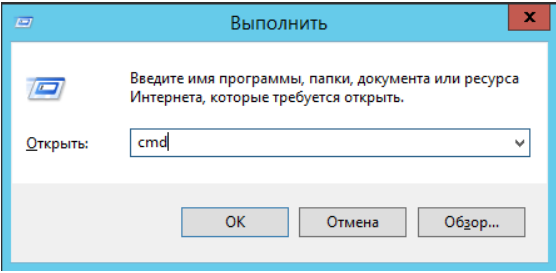 Выполнить
Введите имя программы, папки, документа или ресурса
Интернета, которые требуется открыть.
Открыть: cmd
ОК Отмена Обзор...